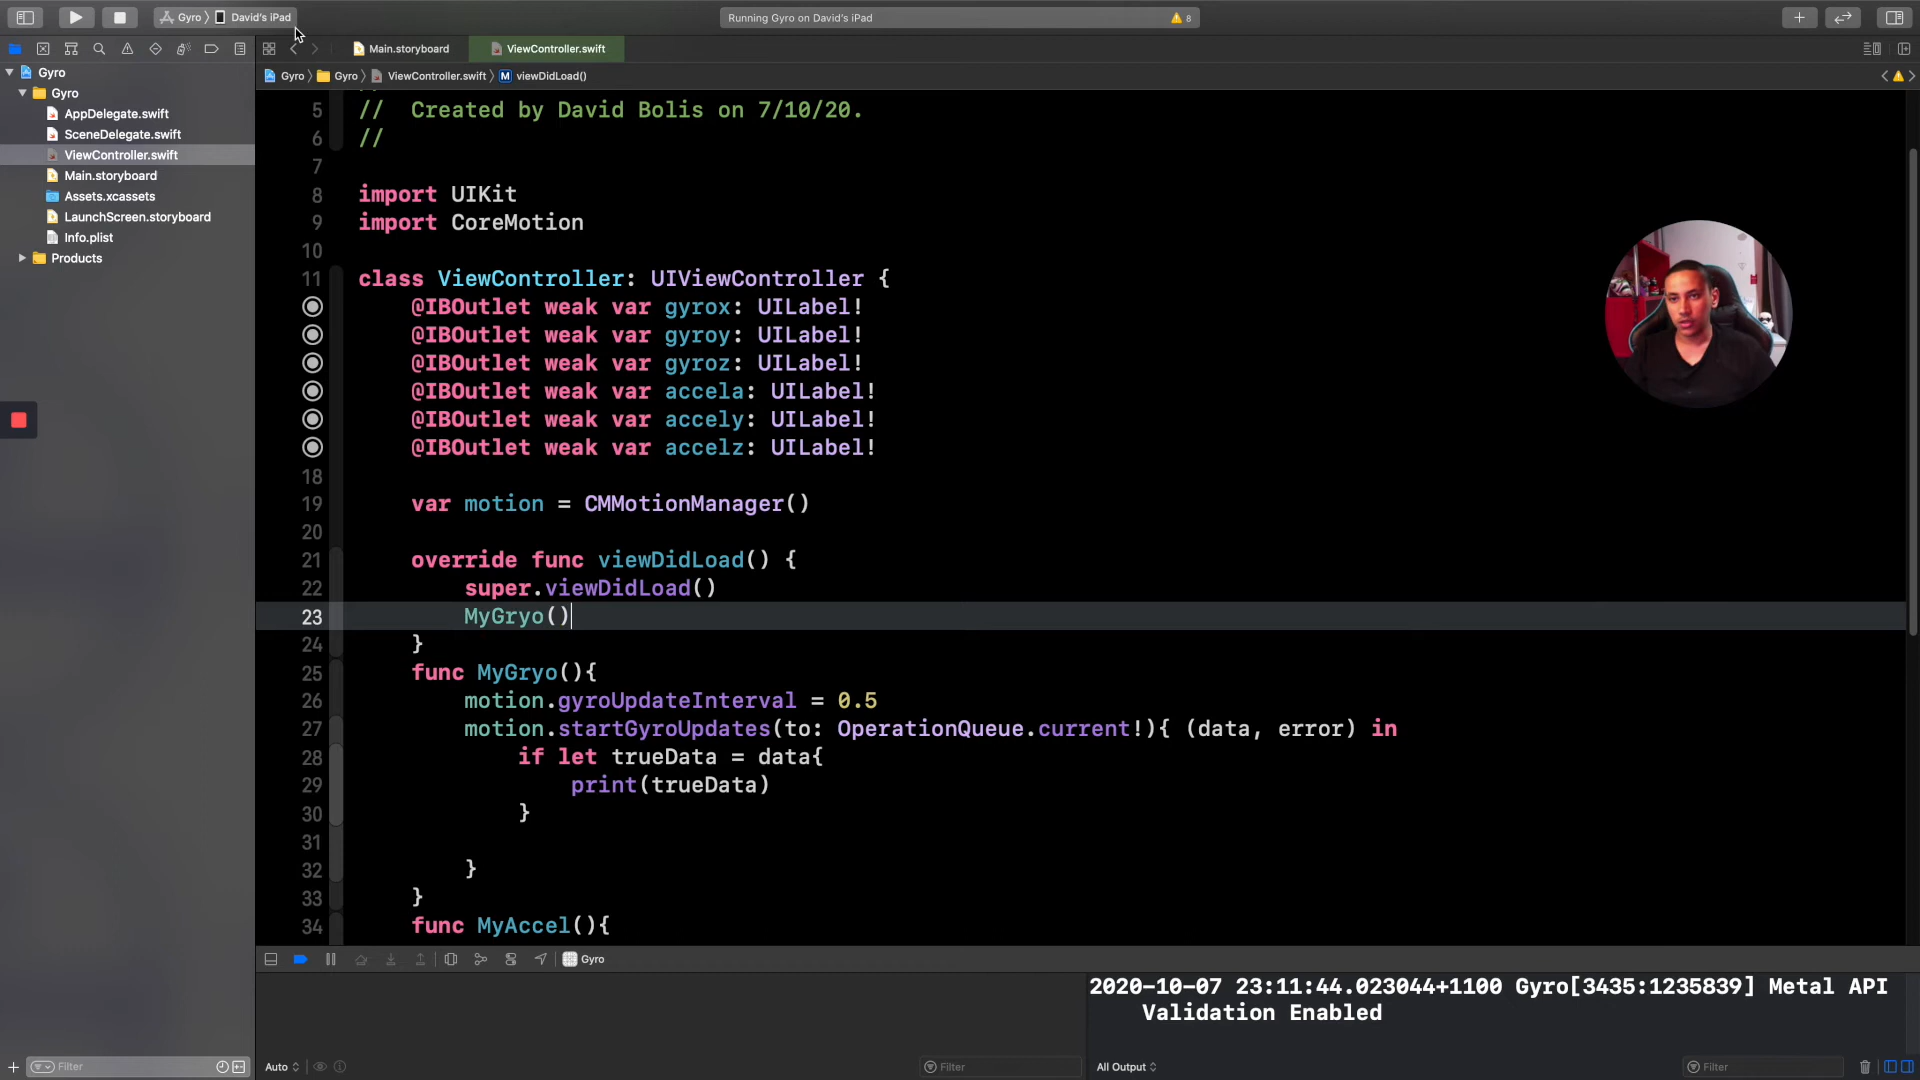 Gyro 〉 David's iPad
Running Gyro on David's iPad
8
Main.storyboard
ViewController.swift
Gyro 〉 Gyro 〉 ViewController.swift 〉 M viewDidLoad()
Gyro
Gyro
AppDelegate.swift
SceneDelegate.swift
ViewController.swift
Main.storyboard
Assets.xcassets
LaunchScreen.storyboard
Info.plist
Products
5 //  Created by David Bolis on 7/10/20.
6 //
7
8 import UIKit
9 import CoreMotion
10
11 class ViewController: UIViewController {
@IBOutlet weak var gyrox: UILabel!
@IBOutlet weak var gyroy: UILabel!
@IBOutlet weak var gyroz: UILabel!
@IBOutlet weak var accela: UILabel!
@IBOutlet weak var accely: UILabel!
@IBOutlet weak var accelz: UILabel!
18
19 var motion = CMMotionManager()
20
21 override func viewDidLoad() {
22 super.viewDidLoad()
23 MyGryo()
24 }
25 func MyGryo(){
26 motion.gyroUpdateInterval = 0.5
27 motion.startGyroUpdates(to: OperationQueue.current!){ (data, error) in
28 if let trueData = data{
29 print(trueData)
30 }
31
32 }
33 }
34 func MyAccel(){
Gyro
2020-10-07 23:11:44.023044+1100 Gyro[3435:1235839] Metal API
Validation Enabled
Filter
Auto
Filter
All Output
Filter